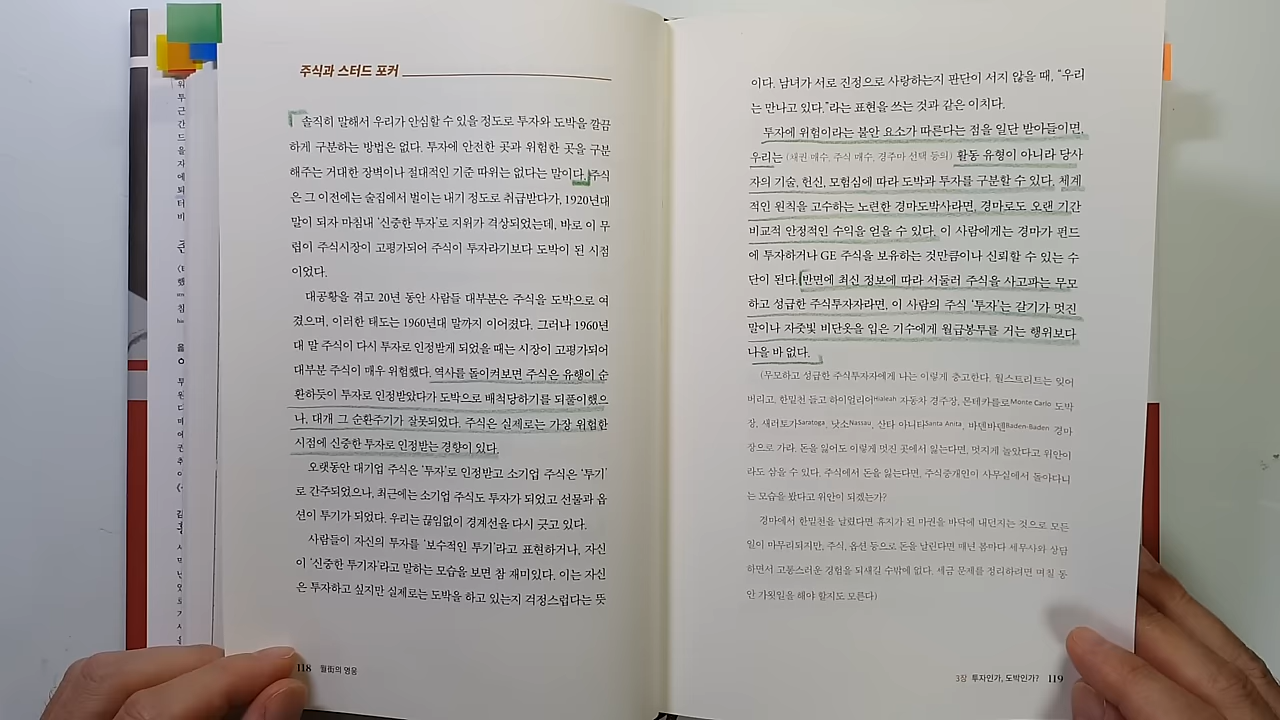 주식과 스터드 포커
솔직히 말해서 우리가 안심할 수 있을 정도로 투자와 도박을 깔끔
하게 구분하는 방법은 없다. 투자에 안전한 곳과 위험한 곳을 구분
해주는 거대한 장벽이나 절대적인 기준 따위는 없다는 말이다. 주식
은 그 이전에는 술집에서 벌이는 내기 정도로 취급받다가, 1920년대
말이 되자 마침내 '신중한 투자'로 지위가 격상되었는데, 바로 이 무
렵이 주식시장이 고평가되어 주식이 투자라기보다 도박이 된 시점
이었다.
대공황을 겪고 20년 동안 사람들 대부분은 주식을 도박으로 여
겼으며, 이러한 태도는 1960년대 말까지 이어졌다. 그러나 1960년
대 말 주식이 다시 투자로 인정받게 되었을 때는 시장이 고평가되어
대부분 주식이 매우 위험했다. 역사를 돌이켜보면 주식은 유행이 순
환하듯이 투자로 인정받았다가 도박으로 배척당하기를 되풀이했으
나, 대개 그 순환주기가 잘못되었다. 주식은 실제로는 가장 위험한
시점에 신중한 투자로 인정받는 경향이 있다.
오랫동안 대기업 주식은 '투자'로 인정받고 소기업 주식은 '투기'
로 간주되었으나, 최근에는 소기업 주식도 투자가 되었고 선물과 옵
션이 투기가 되었다. 우리는 끊임없이 경계선을 다시 긋고 있다.
사람들이 자신의 투자를 '보수적인 투기'라고 표현하거나, 자신
이 '신중한 투기자'라고 말하는 모습을 보면 참 재미있다. 이는 자신
은 투자하고 싶지만 실제로는 도박을 하고 있는지 걱정스럽다는 뜻
118 월街의 영웅
이다. 남녀가 서로 진정으로 사랑하는지 판단이 서지 않을 때, "우리
는 만나고 있다."라는 표현을 쓰는 것과 같은 이치다.
투자에 위험이라는 불안 요소가 따른다는 점을 일단 받아들이면,
우리는 (채권 매수, 주식 매수, 경주마 선택 등의) 활동 유형이 아니라 당사
자의 기술, 헌신, 모험심에 따라 도박과 투자를 구분할 수 있다. 체계
적인 원칙을 고수하는 노련한 경마도박사라면, 경마로도 오랜 기간
비교적 안정적인 수익을 얻을 수 있다. 이 사람에게는 경마가 펀드
에 투자하거나 GE 주식을 보유하는 것만큼이나 신뢰할 수 있는 수
단이 된다. 반면에 최신 정보에 따라 서둘러 주식을 사고파는 무모
하고 성급한 주식투자자라면, 이 사람의 주식 '투자'는 갈기가 멋진
말이나 자줏빛 비단옷을 입은 기수에게 월급봉투를 거는 행위보다
나을 바 없다.
(무모하고 성급한 주식투자자에게 나는 이렇게 충고한다. 월스트리트는 잊어
버리고, 한밑천 들고 하이얼리어Hialeah 자동차 경주장, 몬테카를로Monte Carlo 도박
장, 새러토가Saratoga, 낫소Nassau, 산타 아니타Santa Anita, 바덴바덴Baden-Baden 경마
장으로 가라. 돈을 잃어도 이렇게 멋진 곳에서 잃는다면, 멋지게 놀았다고 위안이
라도 삼을 수 있다. 주식에서 돈을 잃는다면, 주식중개인이 사무실에서 돌아다니
는 모습을 봤다고 위안이 되겠는가?
경마에서 한밑천을 날렸다면 휴지가 된 마권을 바닥에 내던지는 것으로 모든
일이 마무리되지만, 주식, 옵션 등으로 돈을 날린다면 매년 봄마다 세무사와 상담
하면서 고통스러운 경험을 되새길 수밖에 없다. 세금 문제를 정리하려면 며칠 동
안 가욋일을 해야 할지도 모른다)
3장 투자인가, 도박인가? 119